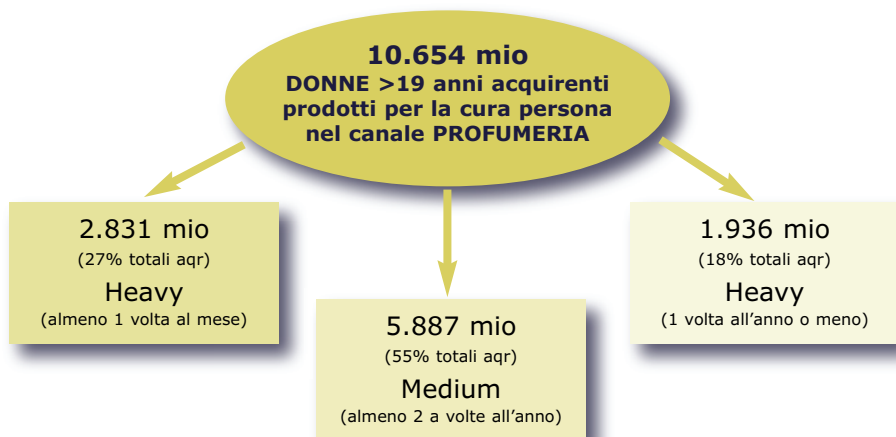 10.654 mio
DONNE >19 anni acquirenti
prodotti per la cura persona
nel canale PROFUMERIA
2.831 mio
(27% totali aqr)
Heavy
(almeno 1 volta al mese)
5.887 mio
(55% totali aqr)
Medium
(almeno 2 a volte all’anno)
1.936 mio
(18% totali aqr)
Heavy
(1 volta all’anno o meno)